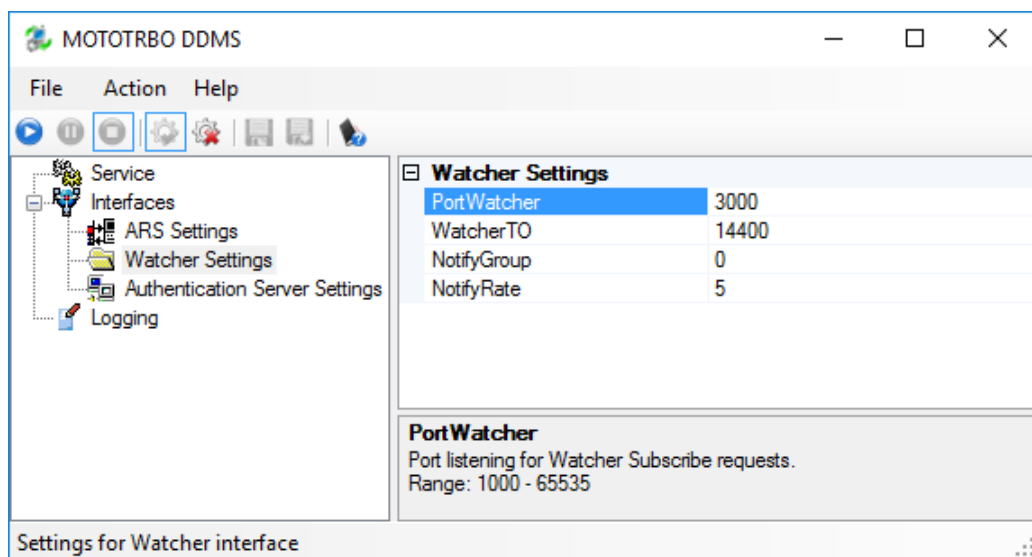 MOTOTRBO DDMS
File Action Help
Service
Interfaces
ARS Settings
Watcher Settings
Authentication Server Settings
Logging
Watcher Settings
PortWatcher 3000
WatcherTO 14400
NotifyGroup 0
NotifyRate 5
PortWatcher
Port listening for Watcher Subscribe requests.
Range: 1000 - 65535
Settings for Watcher interface